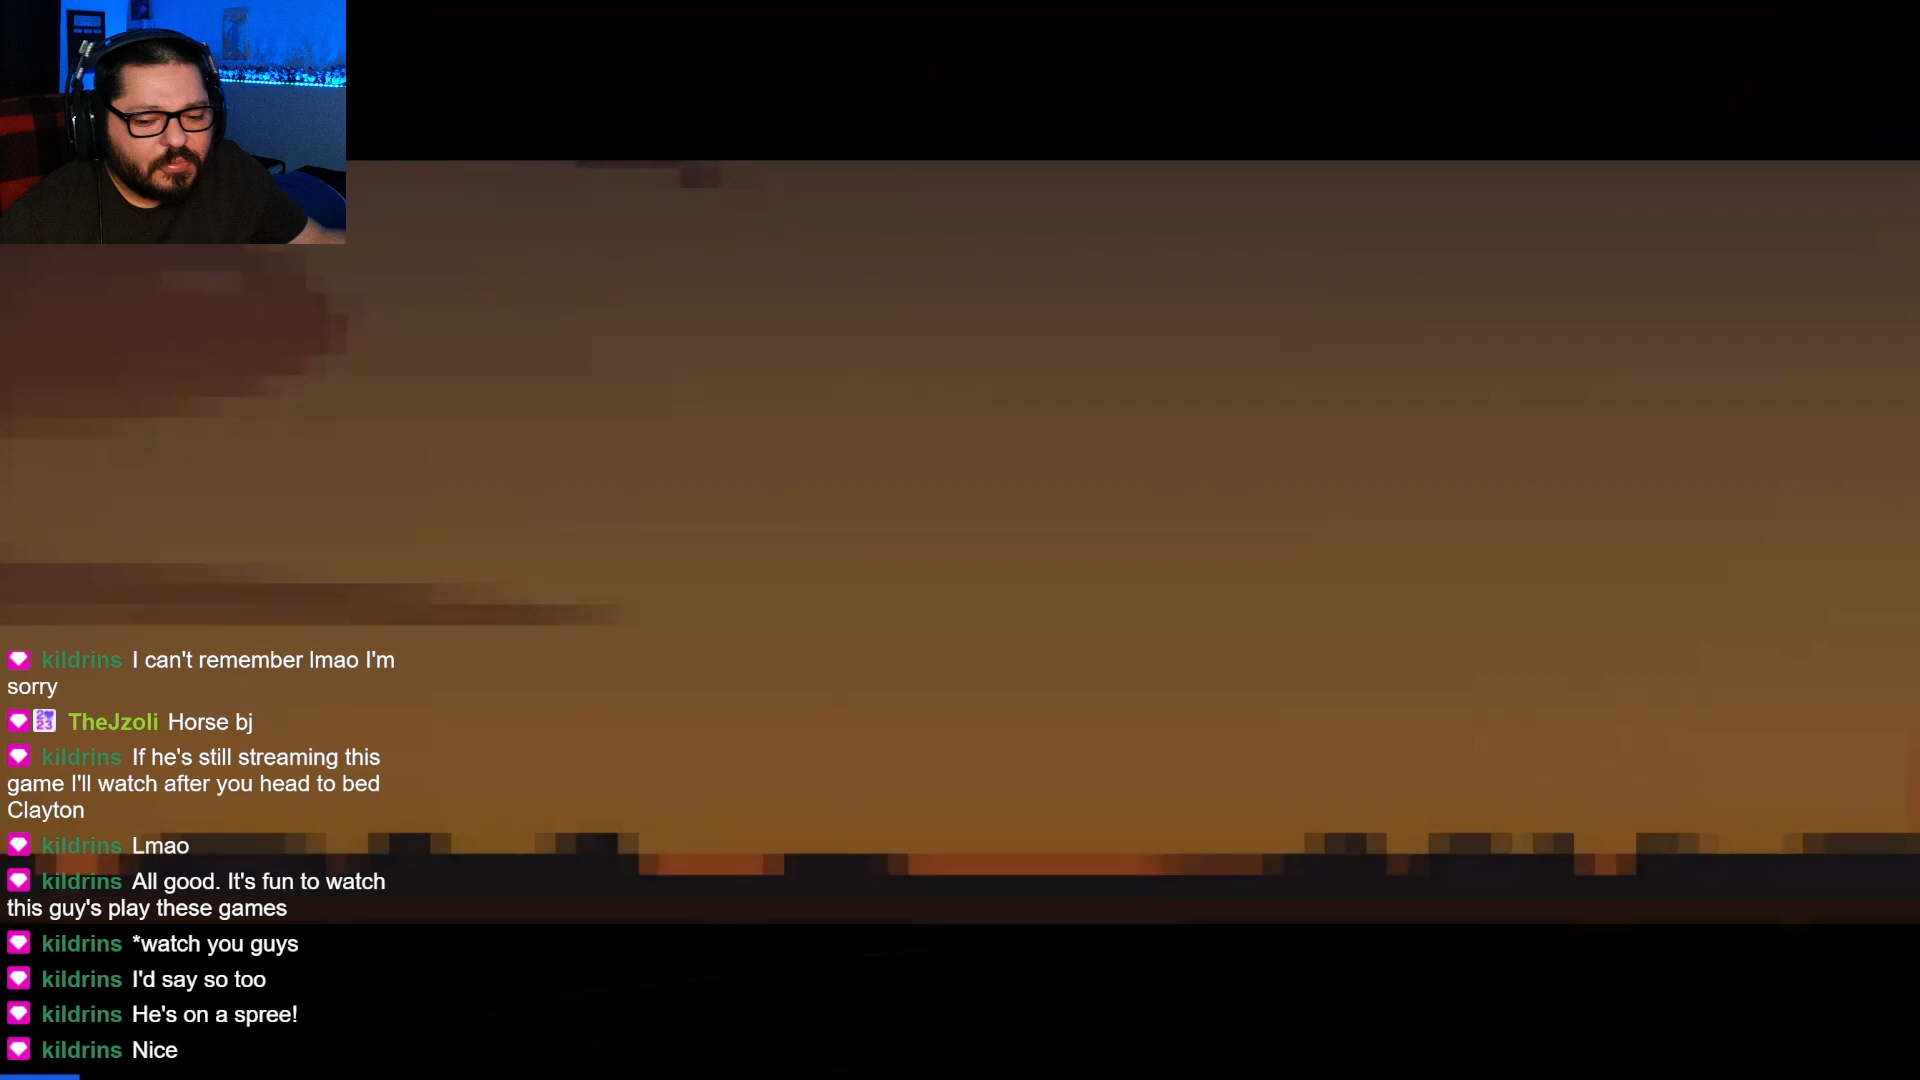 kildrins I can't remember lmao I'm
sorry
TheJzoli Horse bj
kildrins If he's still streaming this
game I'll watch after you head to bed
Clayton
kildrins Lmao
kildrins All good. It's fun to watch
this guy's play these games
kildrins *watch you guys
kildrins I'd say so too
kildrins He's on a spree!
kildrins Nice